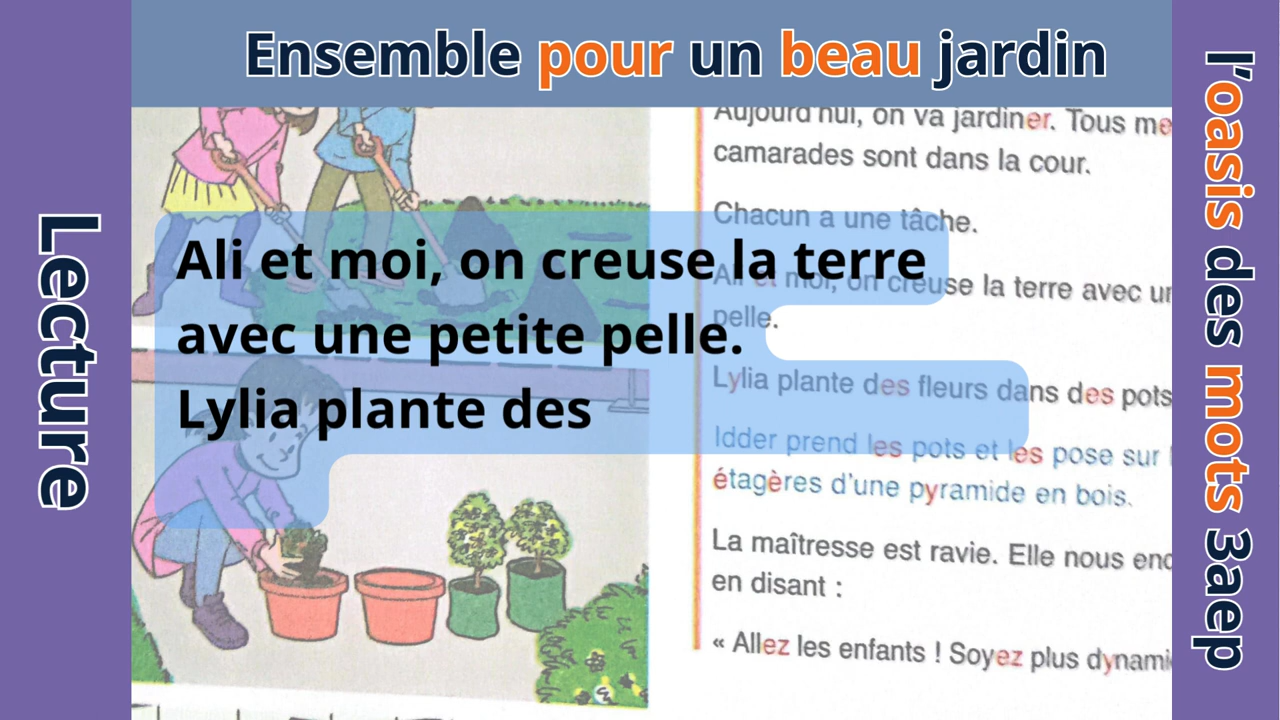 Ensemble pour un beau jardin
Lecture
Ali et moi, on creuse la terre
avec une petite pelle.
Lylia plante des
Aujourd'hui, on va jardiner. Tous
camarades sont dans la cour.
Chacun a une tâche.
Ali et moi, on creuse la terre avec
pelle.
Lylia plante des fleurs dans des pots
Idder prend les pots et les pose sur
étagères d'une pyramide en bois.
La maîtresse est ravie. Elle nous
en disant :
« Allez les enfants ! Soyez plus
l'oasis des mots 3aep